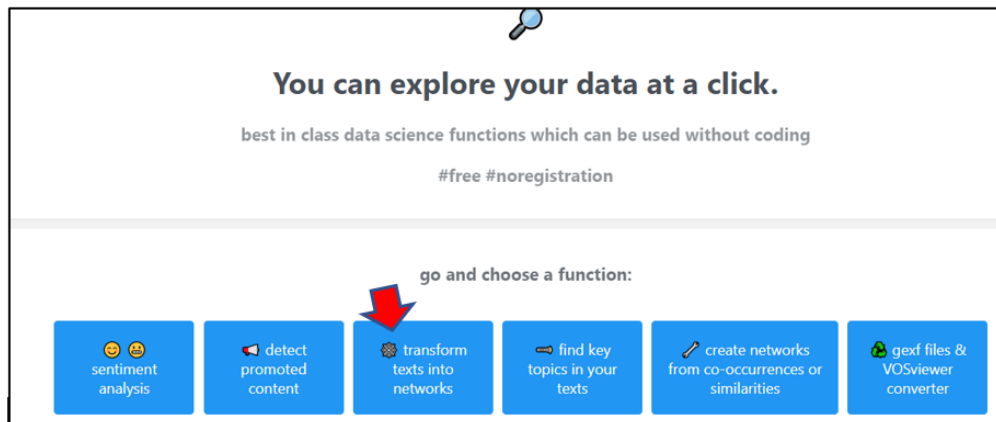 You can explore your data at a click.
best in class data science functions which can be used without coding
#free #noregistration
go and choose a function:
sentiment
analysis
detect
promoted
content
transform
texts into
networks
find key
topics in your
texts
create networks
from co-occurrences or
similarities
gexf files &
VOSviewer
converter